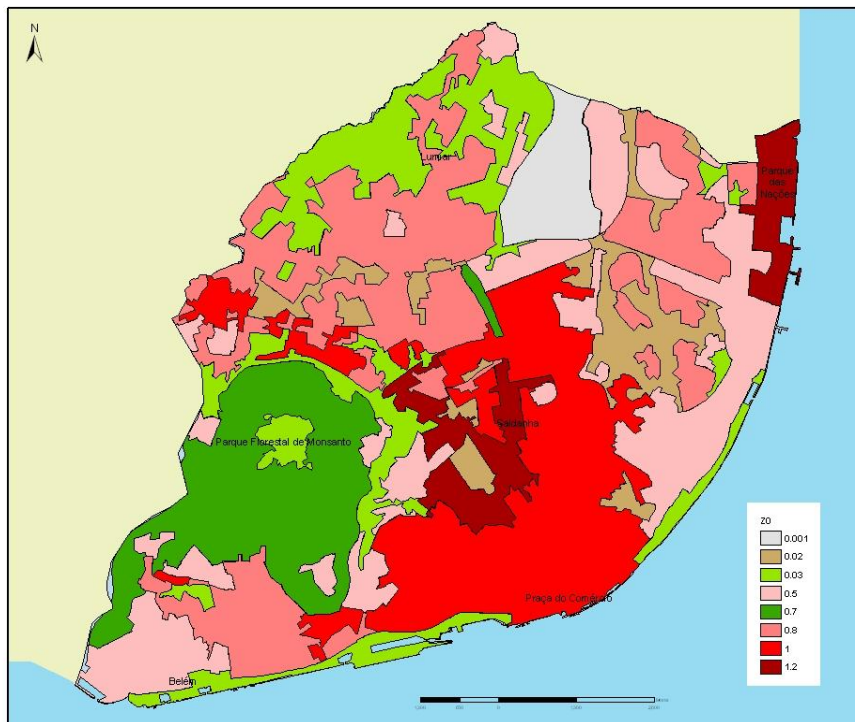 N
Lumiar
Parque
das
Nações
Parque Florestal de Monsanto
Saldanha
Praça do Comércio
Belém
Z0
0.001
0.02
0.03
0.5
0.7
0.8
1
1.2
0